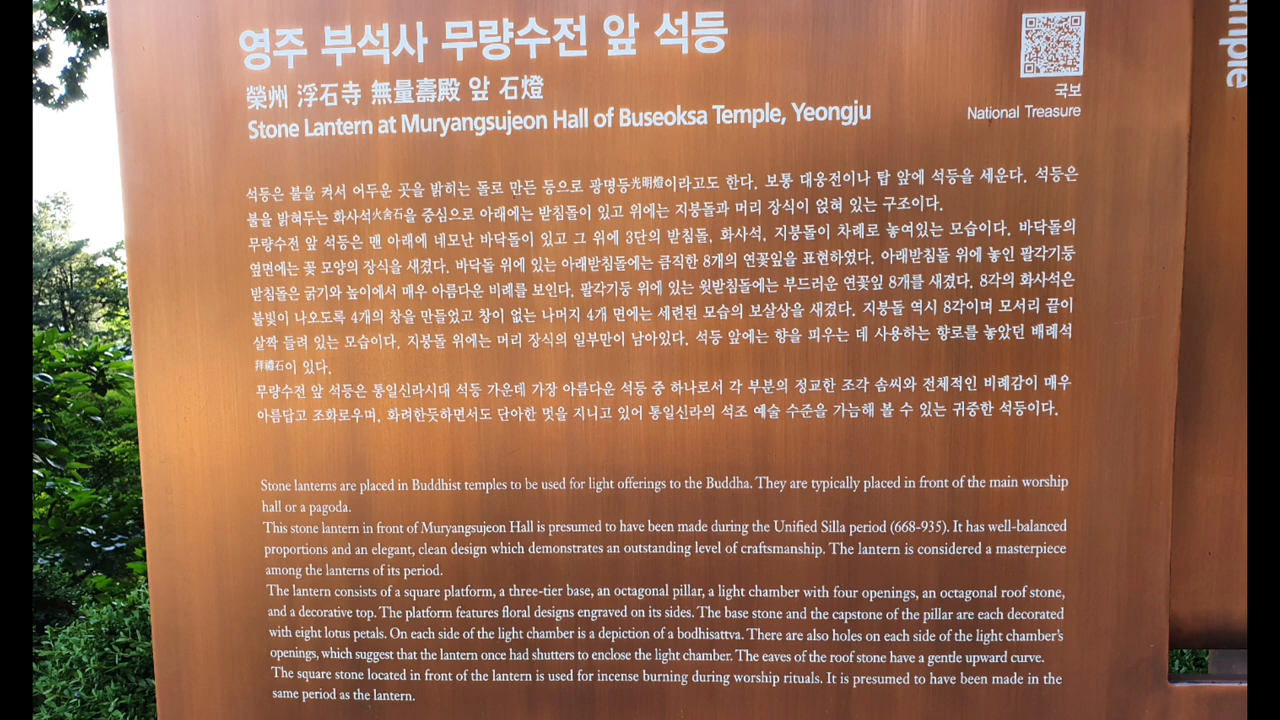 영주 부석사 무량수전 앞 석등
榮州 浮石寺 無量壽殿 앞 石燈
Stone Lantern at Muryangsujeon Hall of Buseoksa Temple, Yeongju
국보
National Treasure
석등은 불을 켜서 어두운 곳을 밝히는 돌로 만든 등으로 광명등光明燈이라고도 한다. 보통 대웅전이나 탑 앞에 석등을 세운다. 석등은
불을 밝혀두는 화사석火舍石을 중심으로 아래에는 받침돌이 있고 위에는 지붕돌과 머리 장식이 얹혀 있는 구조이다.
무량수전 앞 석등은 맨 아래에 네모난 바닥돌이 있고 그 위에 3단의 받침돌, 화사석, 지붕돌이 차례로 놓여있는 모습이다. 바닥돌의
옆면에는 꽃 모양의 장식을 새겼다. 바닥돌 위에 있는 아래받침돌에는 큼직한 8개의 연꽃잎을 표현하였다. 아래받침돌 위에 놓인 팔각기둥
받침돌은 굵기와 높이에서 매우 아름다운 비례를 보인다. 팔각기둥 위에 있는 윗받침돌에는 부드러운 연꽃잎 8개를 새겼다. 8각의 화사석은
불빛이 나오도록 4개의 창을 만들었고 창이 없는 나머지 4개 면에는 세련된 모습의 보살상을 새겼다. 지붕돌 역시 8각이며 모서리 끝이
살짝 들려 있는 모습이다. 지붕돌 위에는 머리 장식의 일부만이 남아있다. 석등 앞에는 향을 피우는 데 사용하는 향로를 놓았던 배례석
拜禮石이 있다.
무량수전 앞 석등은 통일신라시대 석등 가운데 가장 아름다운 석등 중 하나로서 각 부분의 정교한 조각 솜씨와 전체적인 비례감이 매우
아름답고 조화로우며, 화려한듯하면서도 단아한 멋을 지니고 있어 통일신라의 석조 예술 수준을 가늠해 볼 수 있는 귀중한 석등이다.
Stone lanterns are placed in Buddhist temples to be used for light offerings to the Buddha. They are typically placed in front of the main worship
hall or a pagoda.
This stone lantern in front of Muryangsujeon Hall is presumed to have been made during the Unified Silla period (668-935). It has well-balanced
proportions and an elegant, clean design which demonstrates an outstanding level of craftsmanship. The lantern is considered a masterpiece
among the lanterns of its period.
The lantern consists of a square platform, a three-tier base, an octagonal pillar, a light chamber with four openings, an octagonal roof stone,
and a decorative top. The platform features floral designs engraved on its sides. The base stone and the capstone of the pillar are each decorated
with eight lotus petals. On each side of the light chamber is a depiction of a bodhisattva. There are also holes on each side of the light chamber's
openings, which suggest that the lantern once had shutters to enclose the light chamber. The eaves of the roof stone have a gentle upward curve.
The square stone located in front of the lantern is used for incense burning during worship rituals. It is presumed to have been made in the
same period as the lantern.